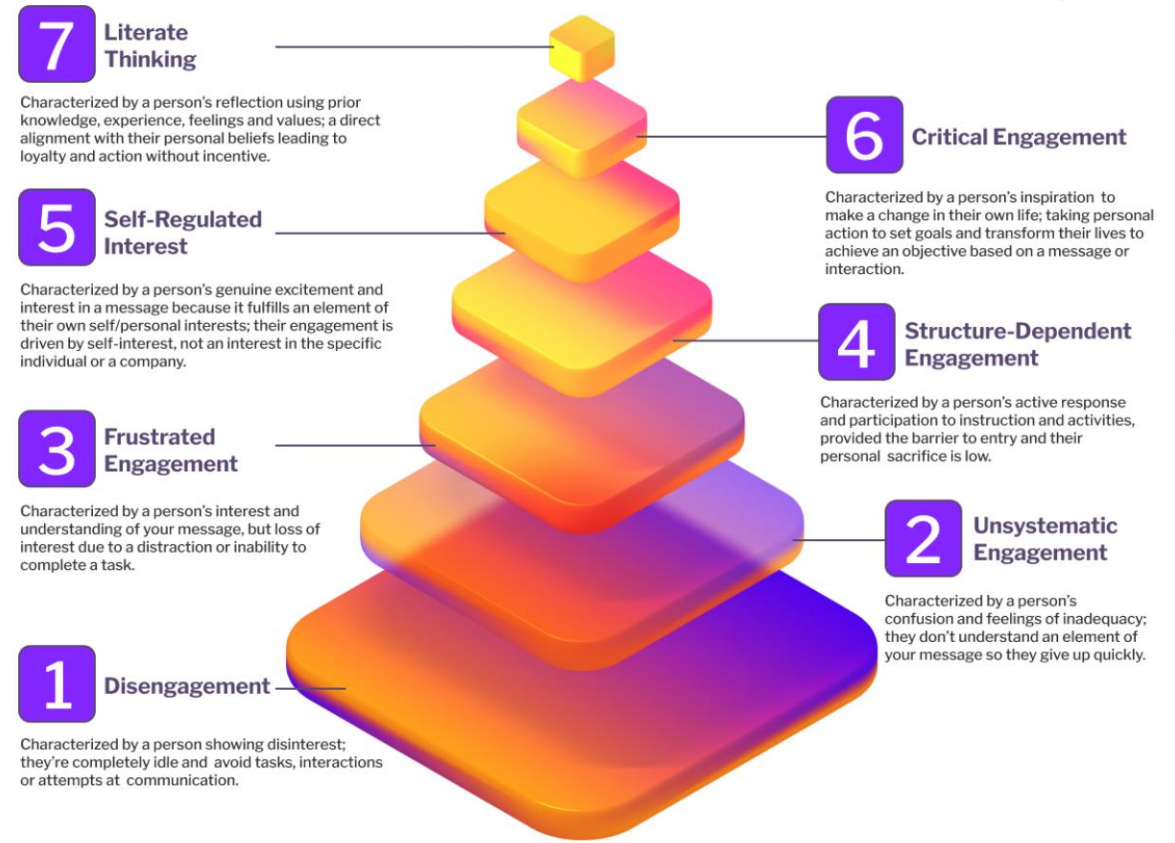 7
Literate
Thinking
Characterized by a person's reflection using prior
knowledge, experience, feelings and values; a direct
alignment with their personal beliefs leading to
loyalty and action without incentive.
6
Critical Engagement
Characterized by a person's inspiration to
make a change in their own life; taking personal
action to set goals and transform their lives to
achieve an objective based on a message or
interaction.
5
Self-Regulated
Interest
Characterized by a person's genuine excitement and
interest in a message because it fulfills an element of
their own self/personal interests; their engagement is
driven by self-interest, not an interest in the specific
individual or a company.
4
Structure-Dependent
Engagement
Characterized by a person's active response
and participation to instruction and activities,
provided the barrier to entry and their
personal sacrifice is low.
3
Frustrated
Engagement
Characterized by a person's interest and
understanding of your message, but loss of
interest due to a distraction or inability to
complete a task.
2
Unsystematic
Engagement
Characterized by a person's
confusion and feelings of inadequacy;
they don't understand an element of
your message so they give up quickly.
1
Disengagement
Characterized by a person showing disinterest;
they're completely idle and avoid tasks, interactions
or attempts at communication.